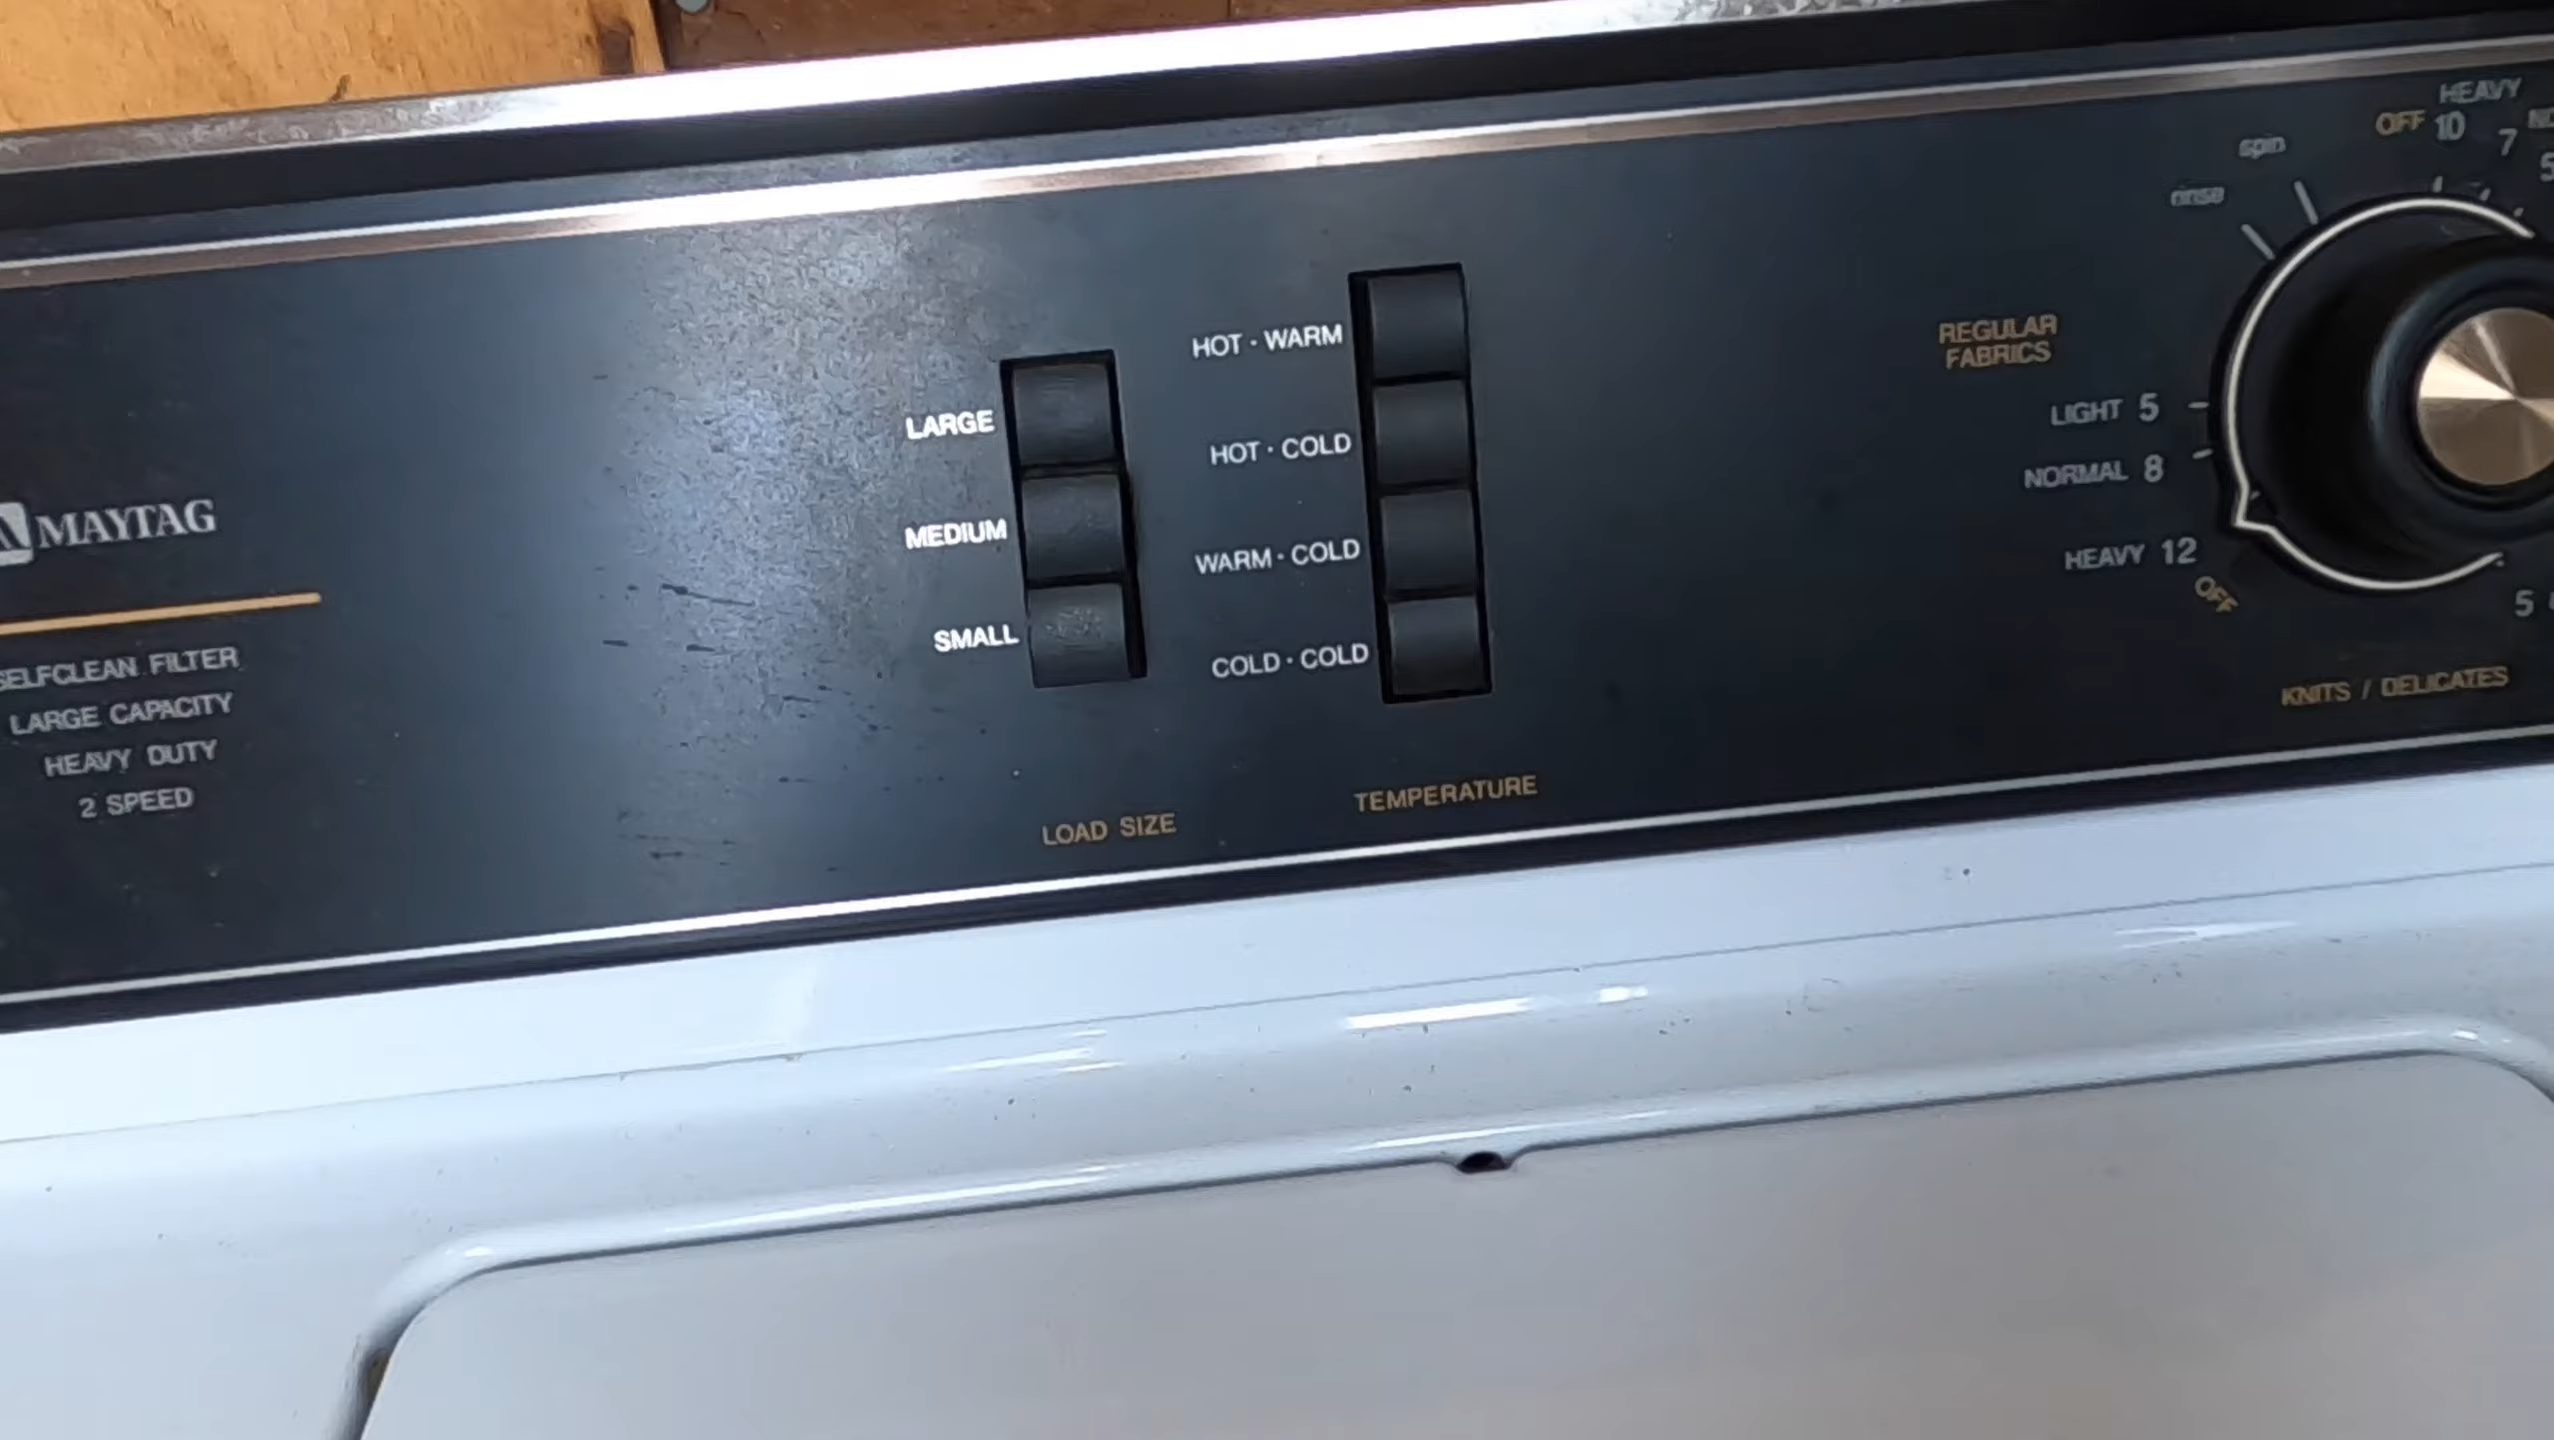 MAYTAG
SELFCLEAN FILTER
LARGE CAPACITY
HEAVY DUTY
2 SPEED
LARGE
MEDIUM
SMALL
LOAD SIZE
HOT · WARM
HOT · COLD
WARM · COLD
COLD · COLD
TEMPERATURE
HEAVY
OFF 10
7
5
spin
rinse
REGULAR
FABRICS
LIGHT 5
NORMAL 8
HEAVY 12
OFF
5
KNITS / DELICATES